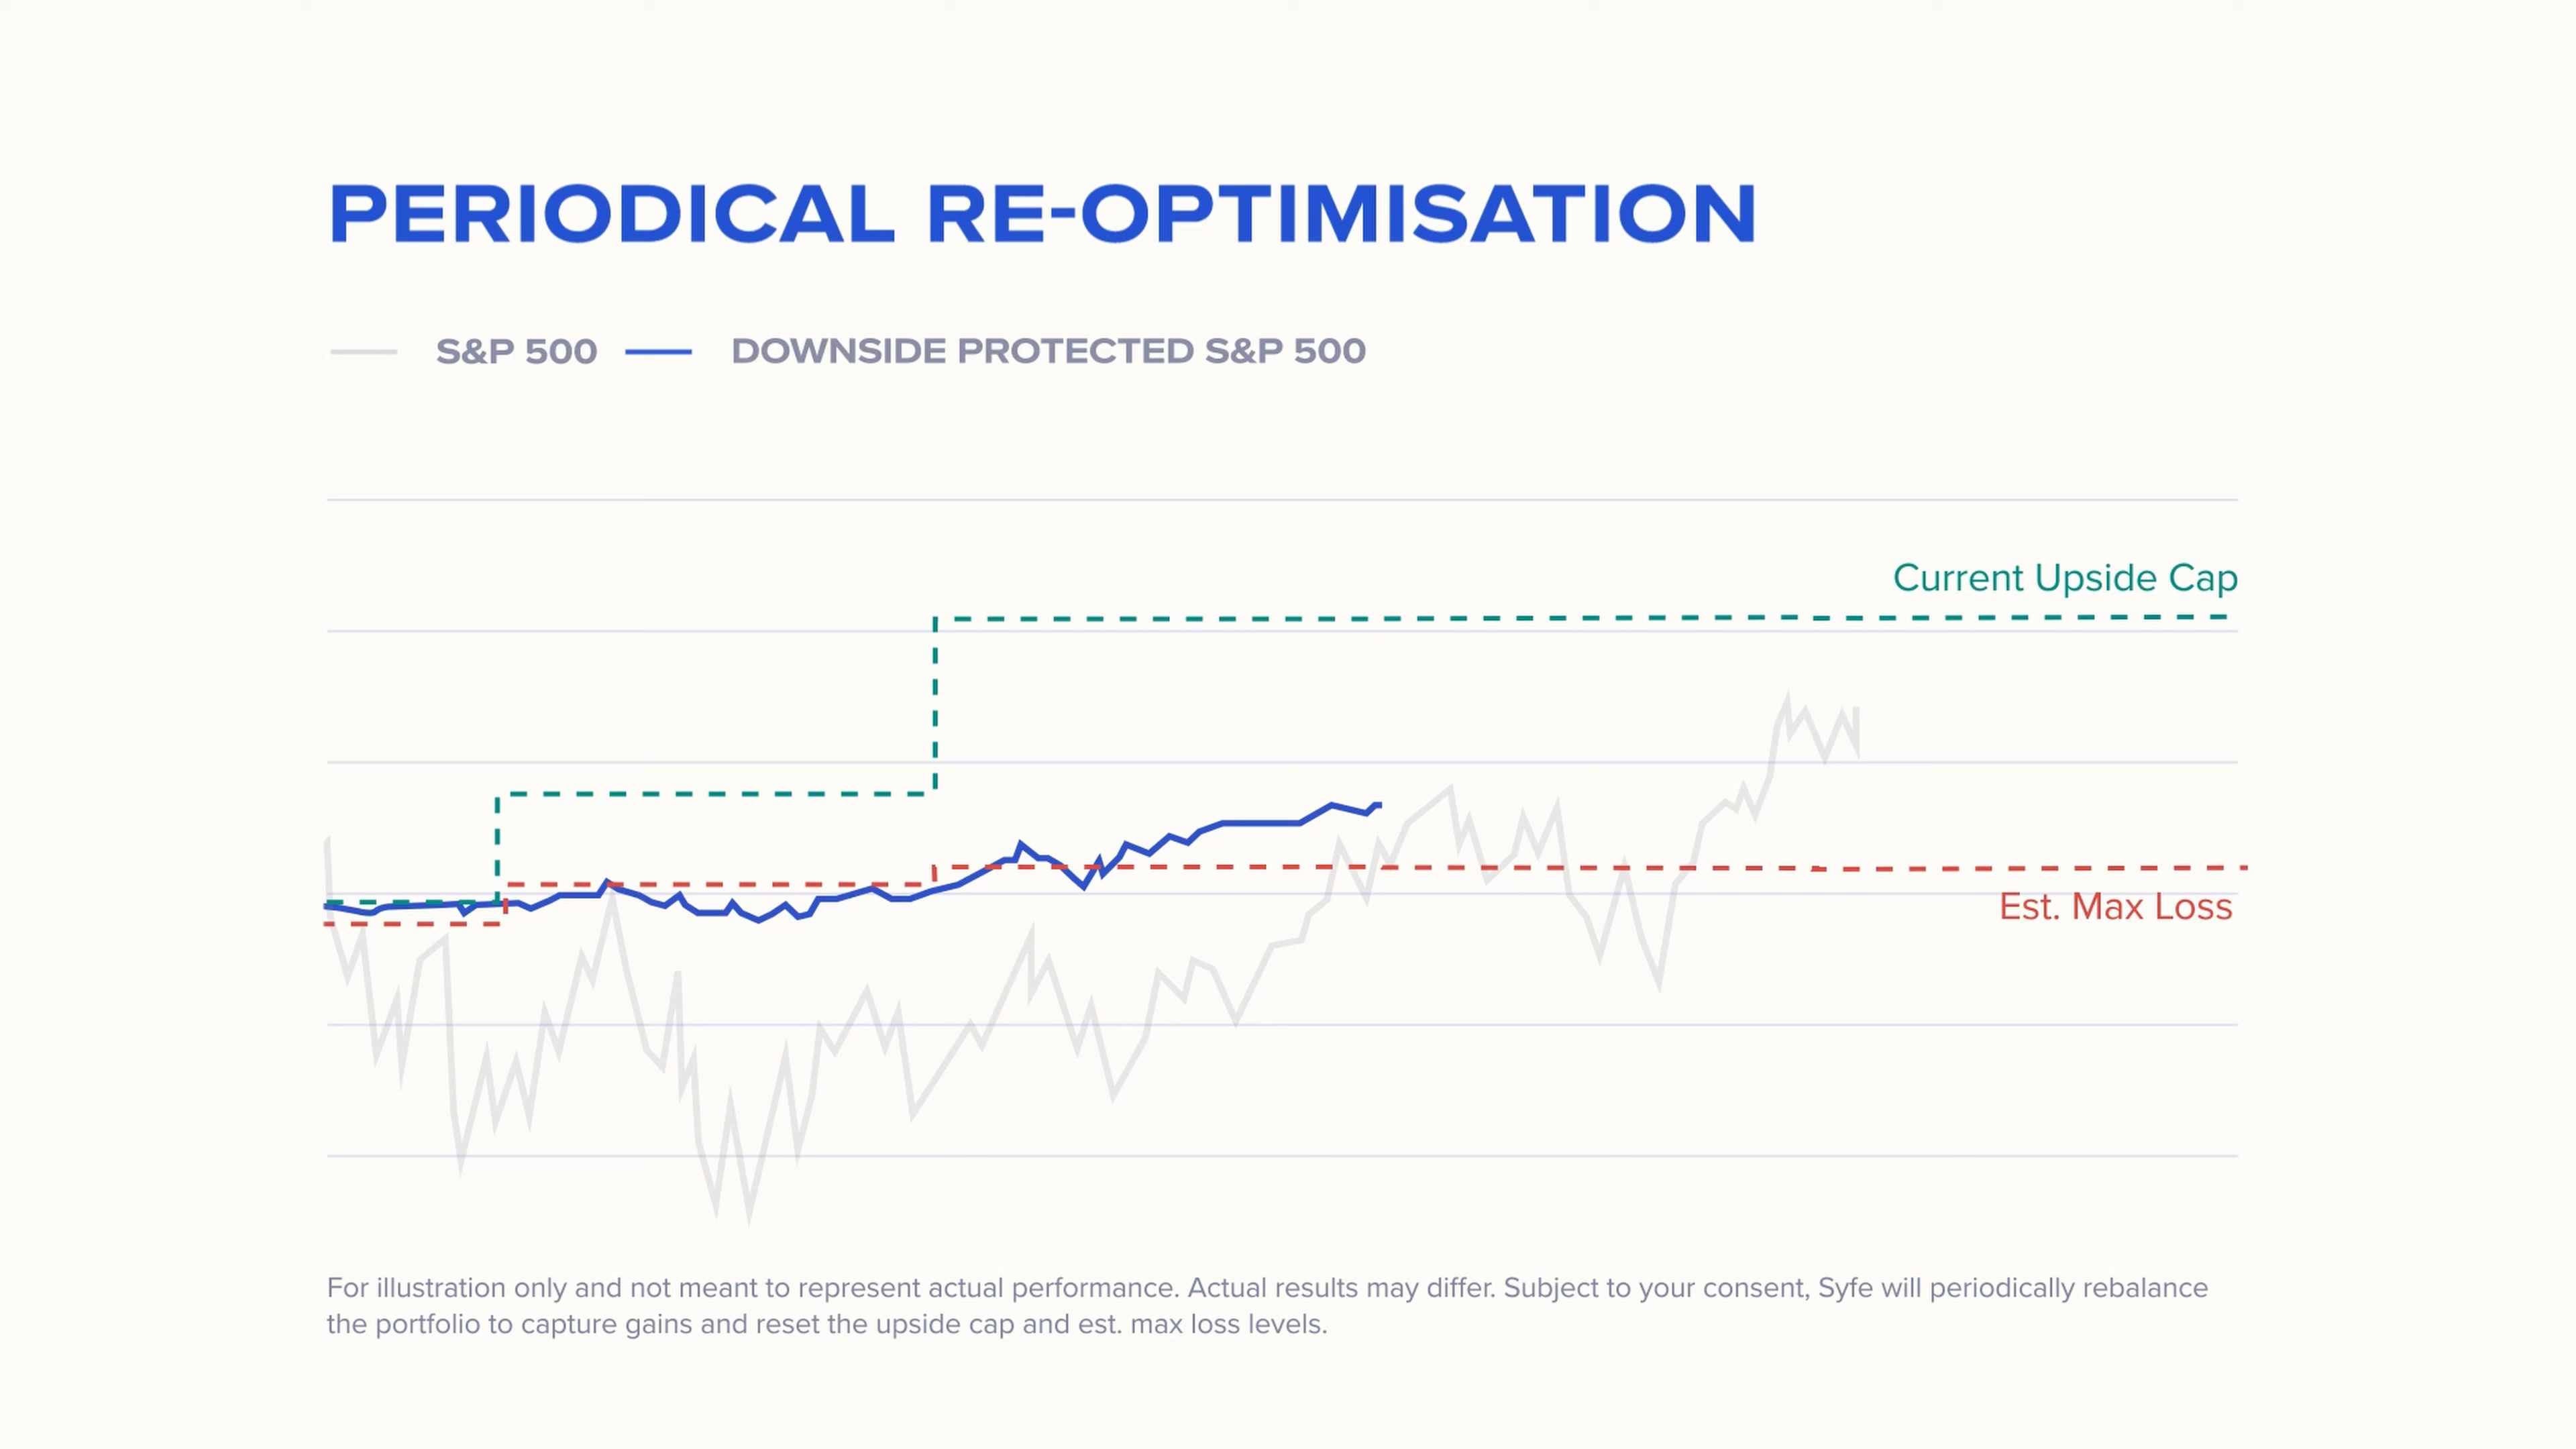 PERIODICAL RE-OPTIMISATION
S&P 500
DOWNSIDE PROTECTED S&P 500
Current Upside Cap
Est. Max Loss
For illustration only and not meant to represent actual performance. Actual results may differ. Subject to your consent, Syfe will periodically rebalance
the portfolio to capture gains and reset the upside cap and est. max loss levels.